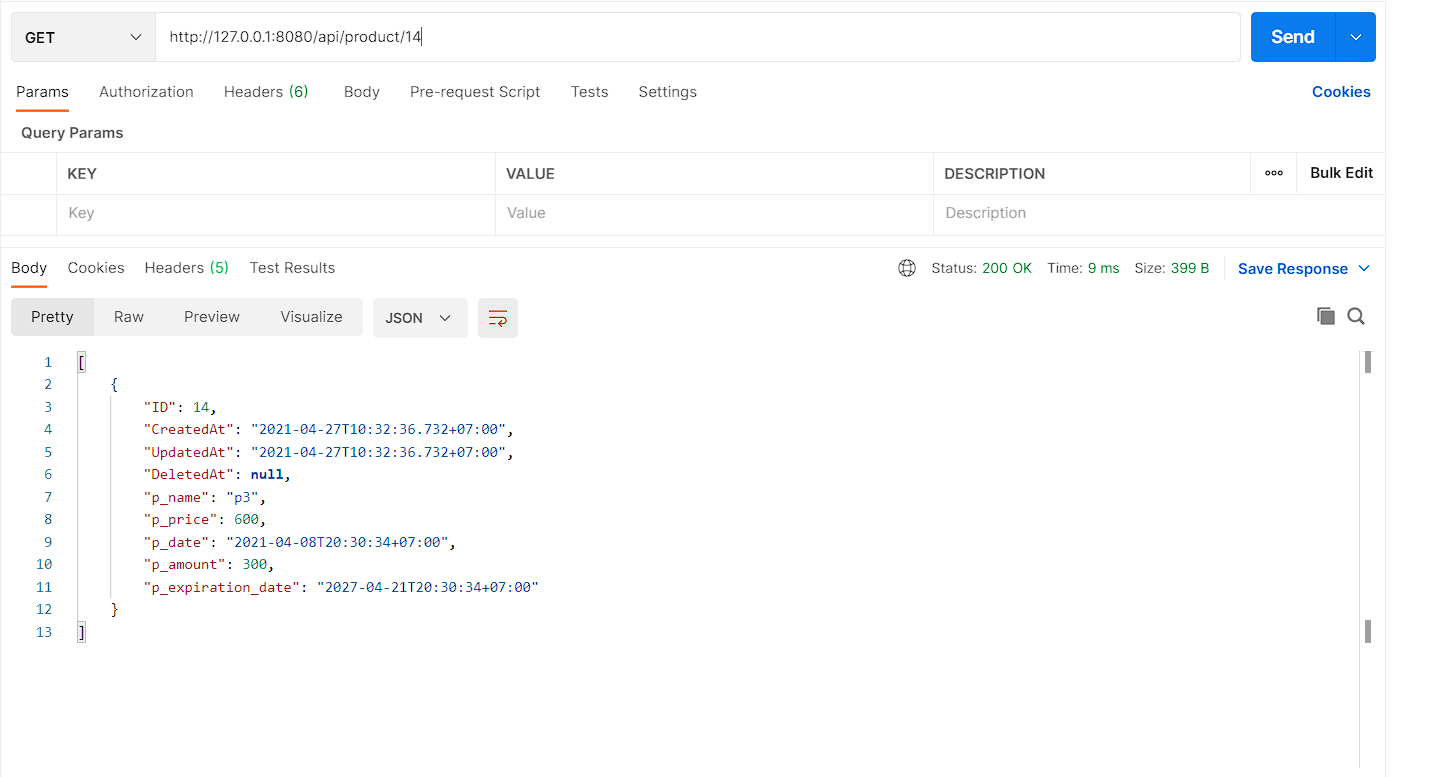 GET http://127.0.0.1:8080/api/product/14 Send
Params Authorization Headers (6) Body Pre-request Script Tests Settings Cookies
Query Params
KEY VALUE DESCRIPTION ooo Bulk Edit
Key Value Description
Body Cookies Headers (5) Test Results Status: 200 OK Time: 9 ms Size: 399 B Save Response
Pretty Raw Preview Visualize JSON
1 [
2 {
3 "ID": 14,
4 "CreatedAt": "2021-04-27T10:32:36.732+07:00",
5 "UpdatedAt": "2021-04-27T10:32:36.732+07:00",
6 "DeletedAt": null,
7 "p_name": "p3",
8 "p_price": 600,
9 "p_date": "2021-04-08T20:30:34+07:00",
10 "p_amount": 300,
11 "p_expiration_date": "2027-04-21T20:30:34+07:00"
12 }
13 ]